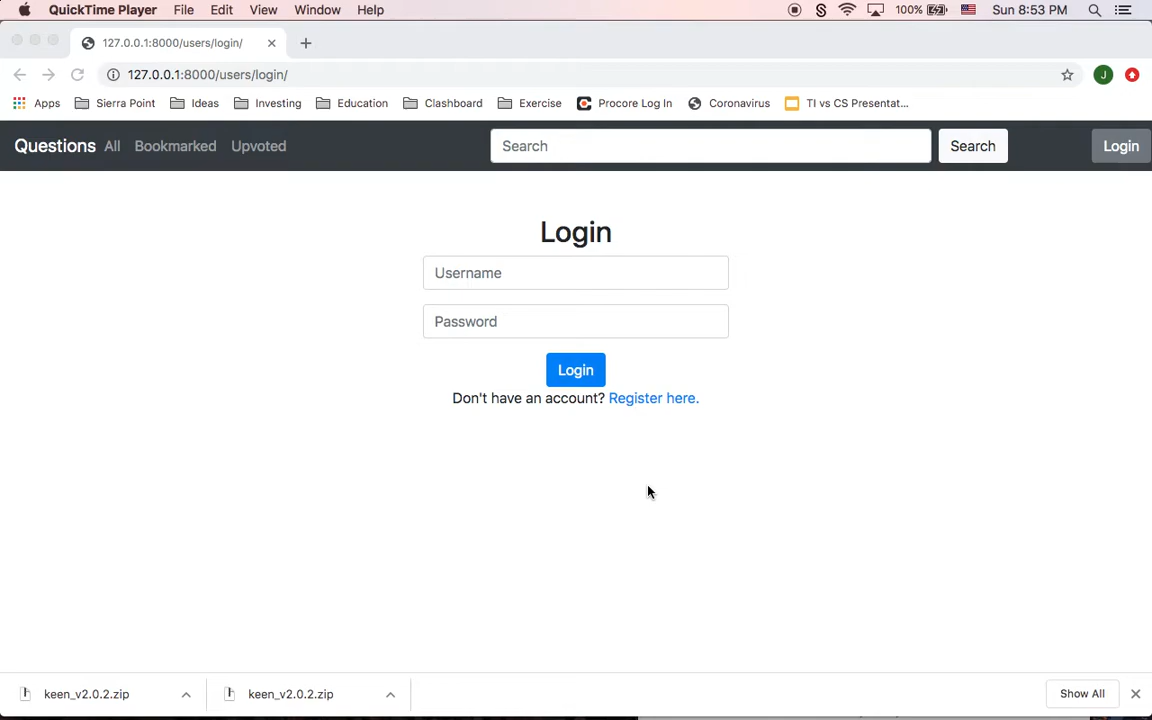 QuickTime Player File Edit View Window Help 100% Sun 8:53 PM
127.0.0.1:8000/users/login/
127.0.0.1:8000/users/login/ J
Apps Sierra Point Ideas Investing Education Clashboard Exercise Procore Log In Coronavirus TI vs CS Presentat...
Questions All Bookmarked Upvoted Search Search Login
Login
Username
Password
Login
Don't have an account? Register here.
keen_v2.0.2.zip keen_v2.0.2.zip Show All